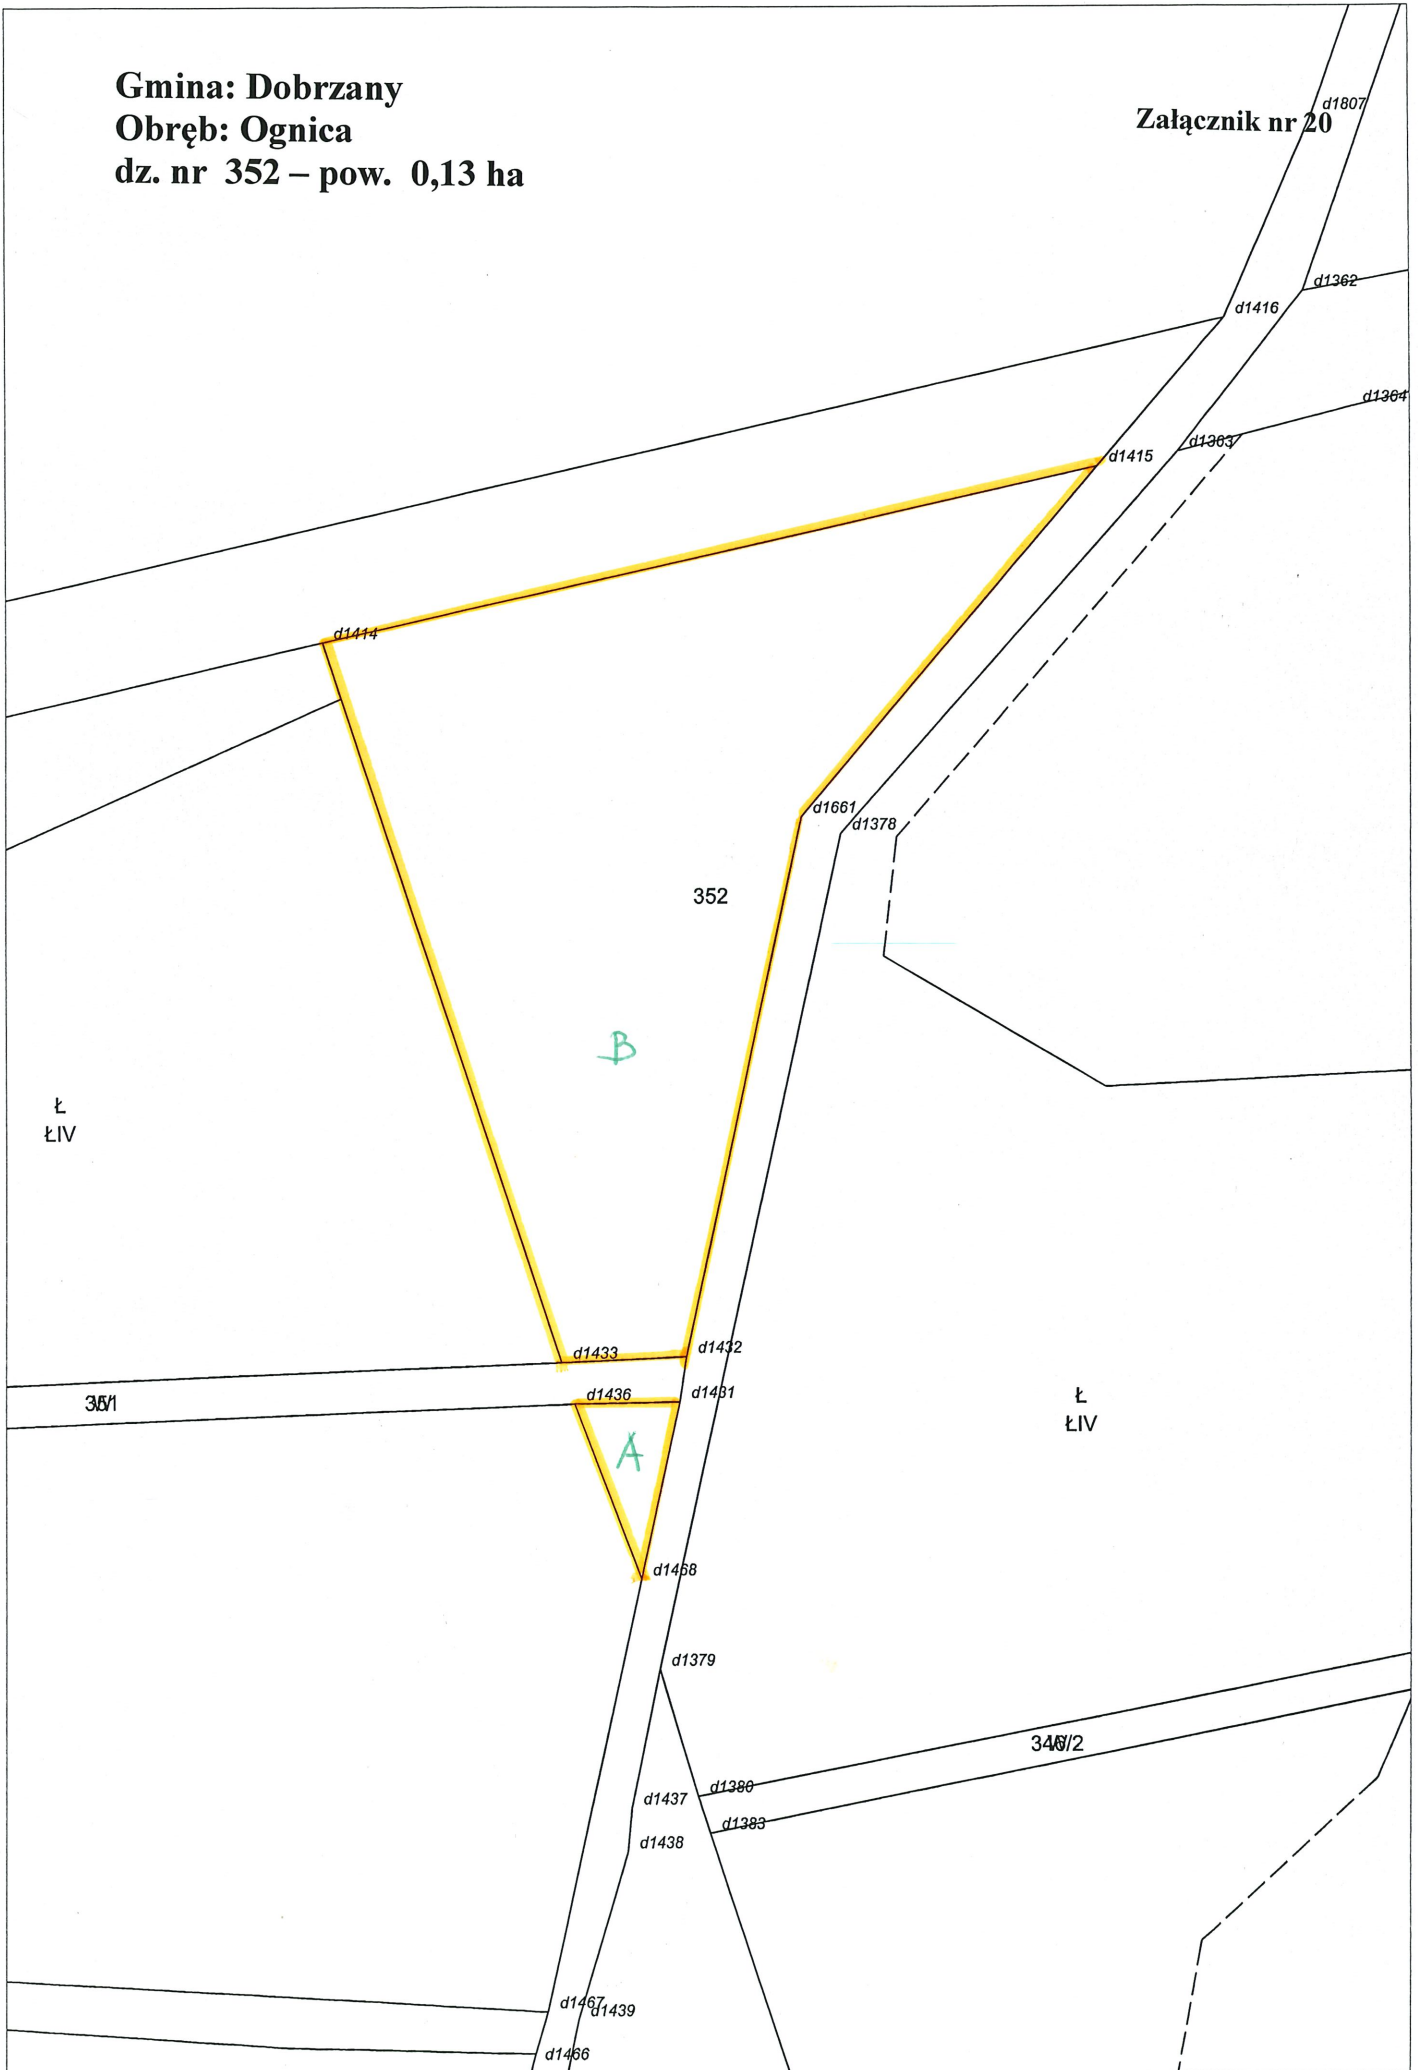 Gmina: Dobrzany
Obręb: Ognica
dz. nr 352 – pow. 0,13 ha
Załącznik nr 20
d1807
d1362
d1416
d1364
d1363
d1415
d1414
d1661
d1378
352
B
Ł
ŁIV
d1432
d1433
d1431
d1436
Ł
ŁIV
A
d1468
d1379
d1380
d1437
d1383
d1438
d1467
d1439
d1466